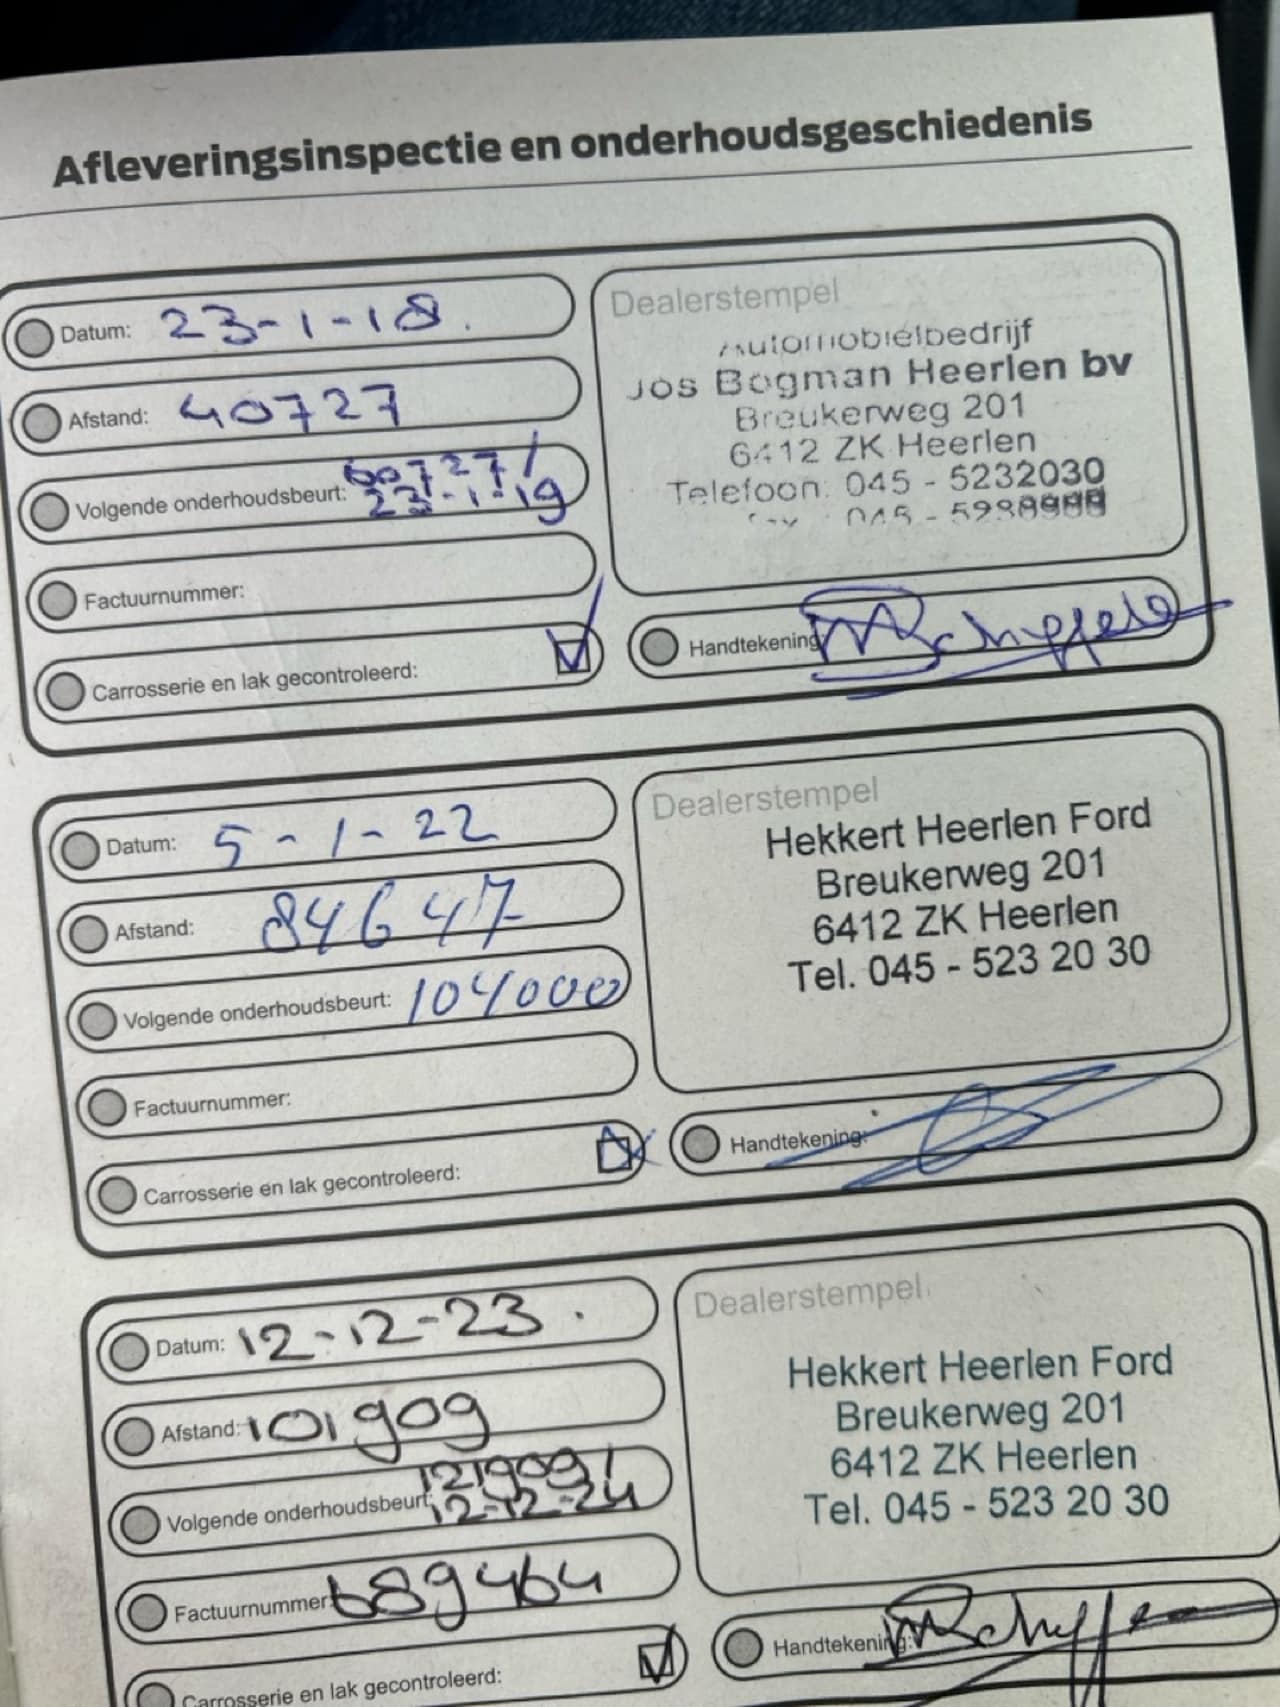 Afleveringsinspectie en onderhoudsgeschiedenis
Datum: 23-1-18.
Afstand: 40727
Volgende onderhoudsbeurt: 60727/
23-1-19
Factuurnummer:
Carrosserie en lak gecontroleerd:
Dealerstempel
Automobielbedrijf
Jos Bogman Heerlen bv
Breukerweg 201
6412 ZK Heerlen
Telefoon: 045 - 5232030
045 -
Handtekening:
Datum: 5-1-22
Afstand: 84647
Volgende onderhoudsbeurt: 104000
Factuurnummer:
Carrosserie en lak gecontroleerd:
Dealerstempel
Hekkert Heerlen Ford
Breukerweg 201
6412 ZK Heerlen
Tel. 045 - 523 20 30
Handtekening:
Datum: 12-12-23.
Afstand: 101909
Volgende onderhoudsbeurt: 121909/
12-12-24
Factuurnummer: 689464
Carrosserie en lak gecontroleerd:
Dealerstempel
Hekkert Heerlen Ford
Breukerweg 201
6412 ZK Heerlen
Tel. 045 - 523 20 30
Handtekening: